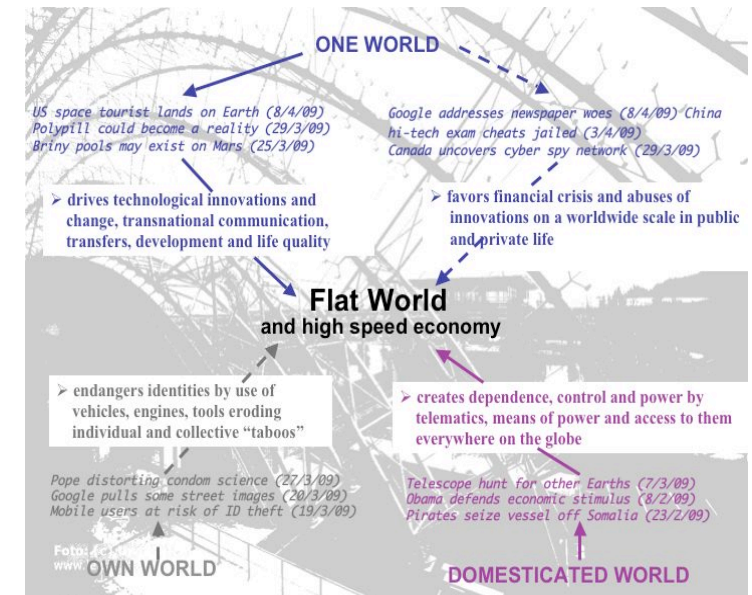 ONE WORLD
US space tourist lands on Earth (8/4/09)
Polypill could become a reality (29/3/09)
Briny pools may exist on Mars (25/3/09)
Google addresses newspaper woes (8/4/09) China
hi-tech exam cheats jailed (3/4/09)
Canada uncovers cyber spy network (29/3/09)
➢ drives technological innovations and
change, transnational communication,
transfers, development and life quality
➢ favors financial crisis and abuses of
innovations on a worldwide scale in public
and private life
Flat World
and high speed economy
➢ endangers identities by use of
vehicles, engines, tools eroding
individual and collective “taboos”
➢ creates dependence, control and power by
telematics, means of power and access to them
everywhere on the globe
Pope distorting condom science (27/3/09)
Google pulls some street images (20/3/09)
Mobile users at risk of ID theft (19/3/09)
Telescope hunt for other Earths (7/3/09)
Obama defends economic stimulus (8/2/09)
Pirates seize vessel off Somalia (23/2/09)
Foto:
www.
OWN WORLD
DOMESTICATED WORLD